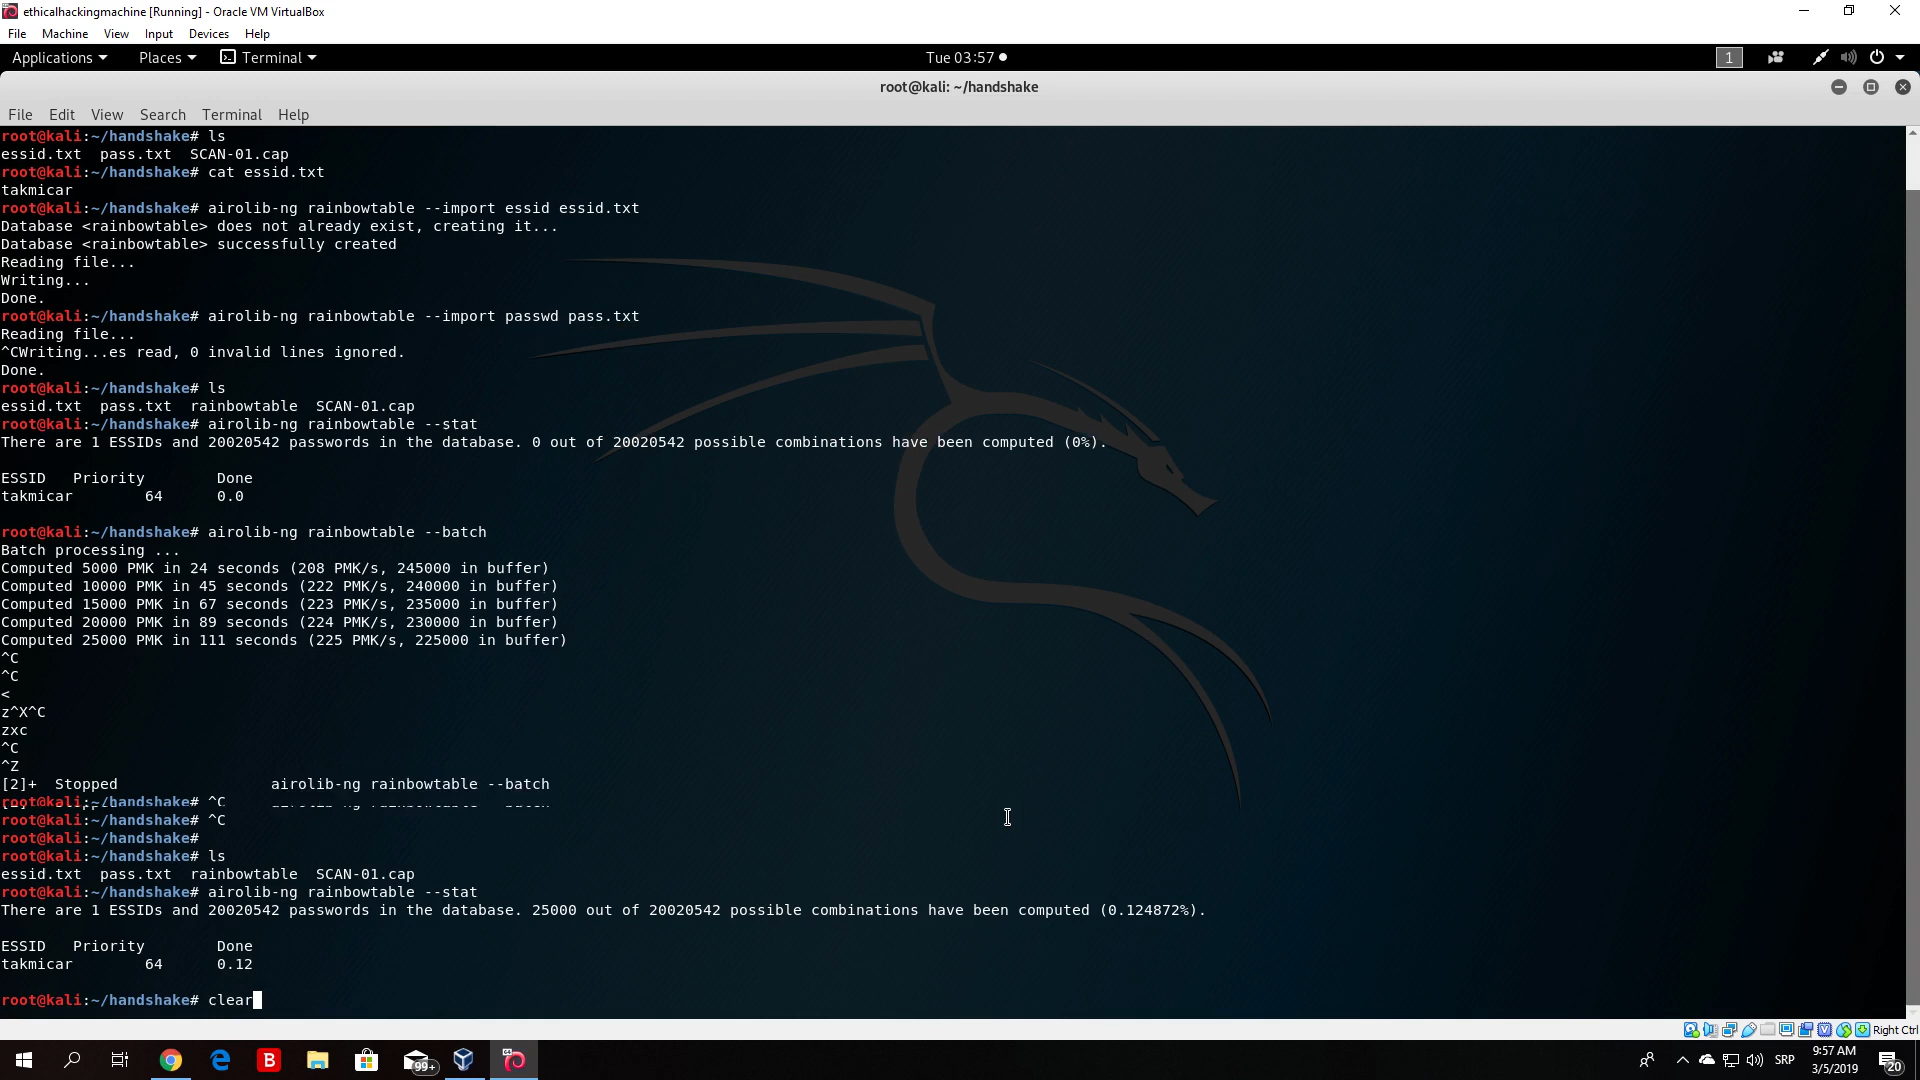 ethicalhackingmachine [Running] - Oracle VM VirtualBox
File Machine View Input Devices Help
Applications Places Terminal Tue 03:57 1
root@kali: ~/handshake
File Edit View Search Terminal Help
root@kali:~/handshake# ls
essid.txt  pass.txt  SCAN-01.cap
root@kali:~/handshake# cat essid.txt
takmicar
root@kali:~/handshake# airolib-ng rainbowtable --import essid essid.txt
Database <rainbowtable> does not already exist, creating it...
Database <rainbowtable> successfully created
Reading file...
Writing...
Done.
root@kali:~/handshake# airolib-ng rainbowtable --import passwd pass.txt
Reading file...
^CWriting...es read, 0 invalid lines ignored.
Done.
root@kali:~/handshake# ls
essid.txt  pass.txt  rainbowtable  SCAN-01.cap
root@kali:~/handshake# airolib-ng rainbowtable --stat
There are 1 ESSIDs and 20020542 passwords in the database. 0 out of 20020542 possible combinations have been computed (0%).
ESSID Priority Done
takmicar 64 0.0
root@kali:~/handshake# airolib-ng rainbowtable --batch
Batch processing ...
Computed 5000 PMK in 24 seconds (208 PMK/s, 245000 in buffer)
Computed 10000 PMK in 45 seconds (222 PMK/s, 240000 in buffer)
Computed 15000 PMK in 67 seconds (223 PMK/s, 235000 in buffer)
Computed 20000 PMK in 89 seconds (224 PMK/s, 230000 in buffer)
Computed 25000 PMK in 111 seconds (225 PMK/s, 225000 in buffer)
^C
^C
<
z^X^C
zxc
^C
^Z
[2]+  Stopped                 airolib-ng rainbowtable --batch
root@kali:~/handshake# ^C
root@kali:~/handshake# ^C
root@kali:~/handshake#
root@kali:~/handshake# ls
essid.txt  pass.txt  rainbowtable  SCAN-01.cap
root@kali:~/handshake# airolib-ng rainbowtable --stat
There are 1 ESSIDs and 20020542 passwords in the database. 25000 out of 20020542 possible combinations have been computed (0.124872%).
ESSID Priority Done
takmicar 64 0.12
root@kali:~/handshake# clear
Right Ctrl
B 99+ 64 SRP 9:57 AM 20
3/5/2019